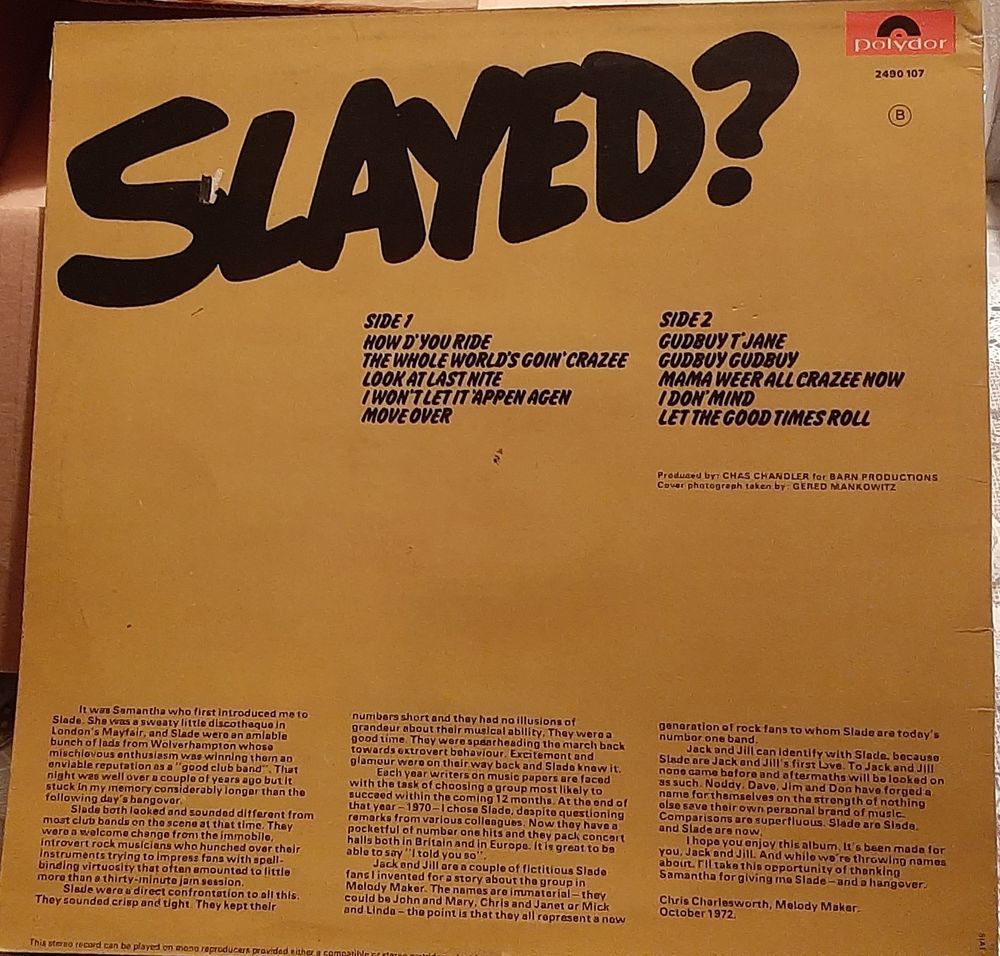 polydor
2490 107
B
SLAYED?
SIDE 1
HOW D'YOU RIDE
THE WHOLE WORLD'S GOIN' CRAZEE
LOOK AT LAST NITE
I WON'T LET IT 'APPEN AGEN
MOVE OVER
SIDE 2
GUDBUY T'JANE
GUDBUY GUDBUY
MAMA WEER ALL CRAZEE NOW
I DON' MIND
LET THE GOOD TIMES ROLL
Produced by: CHAS CHANDLER for BARN PRODUCTIONS
Cover photograph taken by: GERED MANKOWITZ
It was Samantha who first introduced me to
Slade. She was a sweaty little discotheque in
London's Mayfair, and Slade were an amiable
bunch of lads from Wolverhampton whose
mischievous enthusiasm was winning them an
enviable reputation as a "good club band". That
night was well over a couple of years ago but it
stuck in my memory considerably longer than the
following day's hangover.
Slade both looked and sounded different from
most club bands on the scene at that time. They
were a welcome change from the immobile,
introvert rock musicians who hunched over their
instruments trying to impress fans with spell-
binding virtuosity that often amounted to little
more than a thirty-minute jam session.
Slade were a direct confrontation to all this.
They sounded crisp and tight. They kept their
numbers short and they had no illusions of
grandeur about their musical ability. They were a
good time. They were spearheading the march back
towards extrovert behaviour. Excitement and
glamour were on their way back and Slade knew it.
Each year writers on music papers are faced
with the task of choosing a group most likely to
succeed within the coming 12 months. At the end of
that year – 1970 – I chose Slade, despite questioning
remarks from various colleagues. Now they have a
pocketful of number one hits and they pack concert
halls both in Britain and in Europe. It is great to be
able to say "I told you so".
Jack and Jill are a couple of fictitious Slade
fans I invented for a story about the group in
Melody Maker. The names are immaterial – they
could be John and Mary, Chris and Janet or Mick
and Linda – the point is that they all represent a new
generation of rock fans to whom Slade are today's
number one band.
Jack and Jill can identify with Slade, because
Slade are Jack and Jill's first Love. To Jack and Jill
none came before and aftermaths will be looked on
as such. Noddy, Dave, Jim and Don have forged a
name for themselves on the strength of nothing
else save their own personal brand of music.
Comparisons are superfluous. Slade are Slade,
and Slade are now.
I hope you enjoy this album. It's been made for
you, Jack and Jill. And while we're throwing names
about, I'll take this opportunity of thanking
Samantha for giving me Slade – and a hangover.
Chris Charlesworth, Melody Maker.
October 1972.
This stereo record can be played on mono reproducers provided either a compatible or stereo